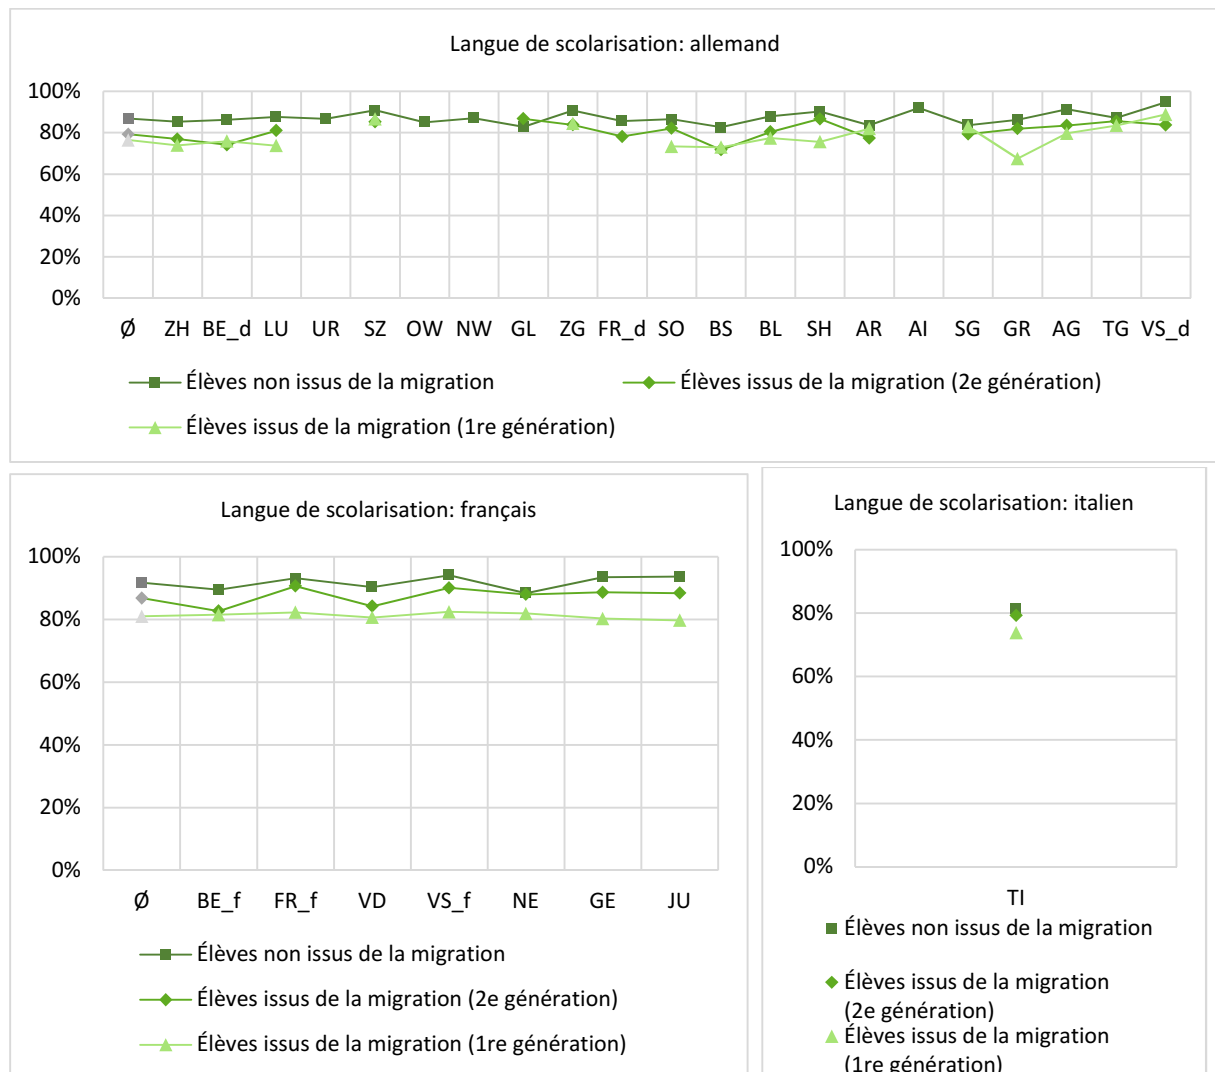 Langue de scolarisation: allemand
100%
80%
60%
40%
20%
0%
Ø ZH BE_d LU UR SZ OW NW GL ZG FR_d SO BS BL SH AR AI SG GR AG TG VS_d
Élèves non issus de la migration
Élèves issus de la migration (2e génération)
Élèves issus de la migration (1re génération)
Langue de scolarisation: français
100%
80%
60%
40%
20%
0%
Ø BE_f FR_f VD VS_f NE GE JU
Élèves non issus de la migration
Élèves issus de la migration (2e génération)
Élèves issus de la migration (1re génération)
Langue de scolarisation: italien
100%
80%
60%
40%
20%
0%
TI
Élèves non issus de la migration
Élèves issus de la migration
(2e génération)
Élèves issus de la migration
(1re génération)